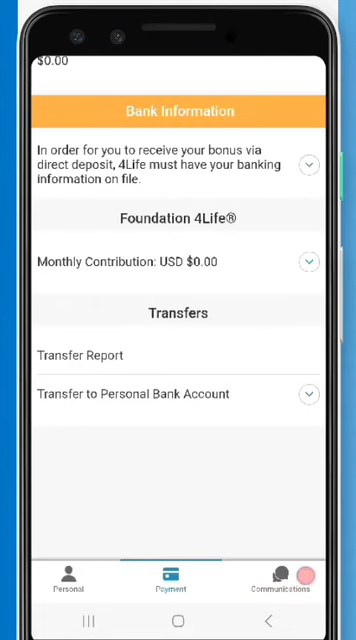 $0.00
Bank Information
In order for you to receive your bonus via
direct deposit, 4Life must have your banking
information on file.
Foundation 4Life®
Monthly Contribution: USD $0.00
Transfers
Transfer Report
Transfer to Personal Bank Account
Personal
Payment
Communications